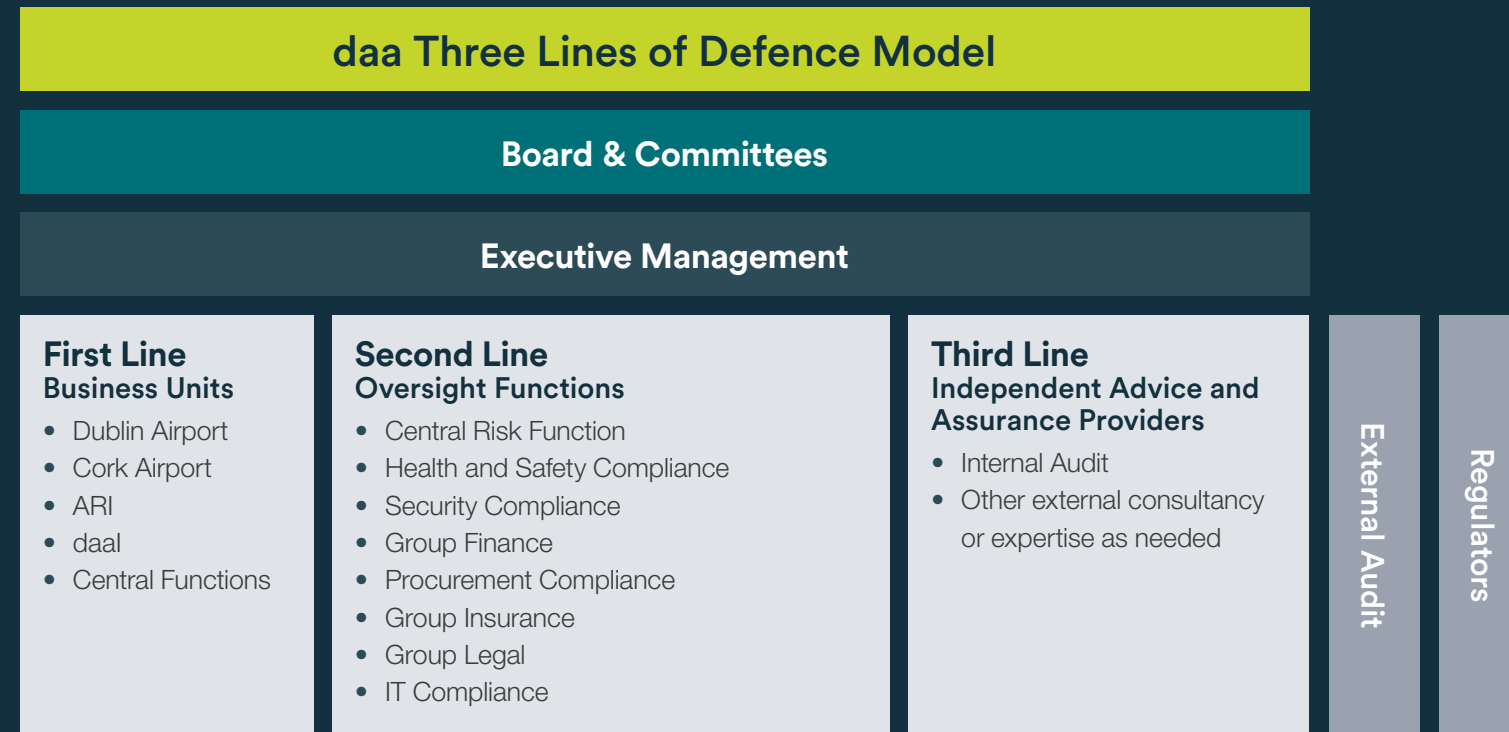 daa Three Lines of Defence Model
Board & Committees
Executive Management
First Line
Business Units
• Dublin Airport
• Cork Airport
• ARI
• daal
• Central Functions
Second Line
Oversight Functions
• Central Risk Function
• Health and Safety Compliance
• Security Compliance
• Group Finance
• Procurement Compliance
• Group Insurance
• Group Legal
• IT Compliance
Third Line
Independent Advice and
Assurance Providers
• Internal Audit
• Other external consultancy
or expertise as needed
External Audit
Regulators